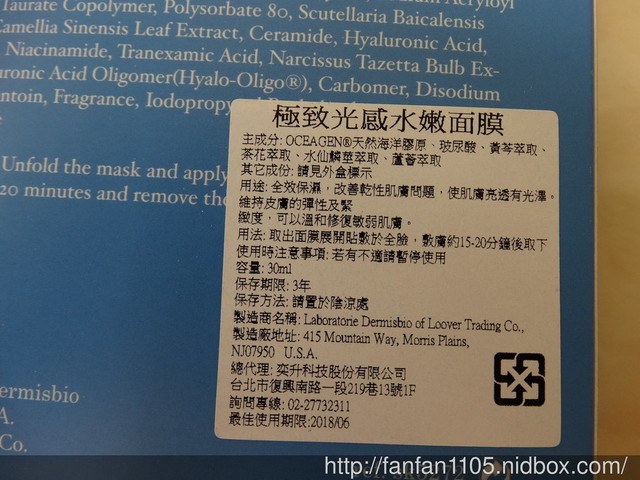 Taurate Copolymer, Polysorbate 80, Scutellaria Baicalensis
Camellia Sinensis Leaf Extract, Ceramide, Hyaluronic Acid,
Niacinamide, Tranexamic Acid, Narcissus Tazetta Bulb Ex-
uronic Acid Oligomer(Hyalo-Oligo®), Carbomer, Disodium
ntoin, Fragrance, Iodopropy
Unfold the mask and apply
20 minutes and remove the
極致光感水嫩面膜
主成分: OCEAGEN®天然海洋膠原、玻尿酸、黃芩萃取、
茶花萃取、水仙鱗莖萃取、蘆薈萃取
其它成份: 請見外盒標示
用途: 全效保濕，改善乾性肌膚問題，使肌膚亮透有光澤。
維持皮膚的彈性及緊
緻度，可以溫和修復敏弱肌膚。
用法: 取出面膜展開貼敷於全臉，敷膚約15-20分鐘後取下
使用時注意事項: 若有不適請暫停使用
容量: 30ml
保存期限: 3年
保存方法: 請置於陰涼處
製造商名稱: Laboratorie Dermisbio of Loover Trading Co.,
製造廠地址: 415 Mountain Way, Morris Plains,
NJ07950 U.S.A.
總代理: 奕升科技股份有限公司
台北市復興南路一段219巷13號1F
詢問專線: 02-27732311
最佳使用期限:2018/06
Dermisbio
A.
Co.
http://fanfan1105.nidbox.com/